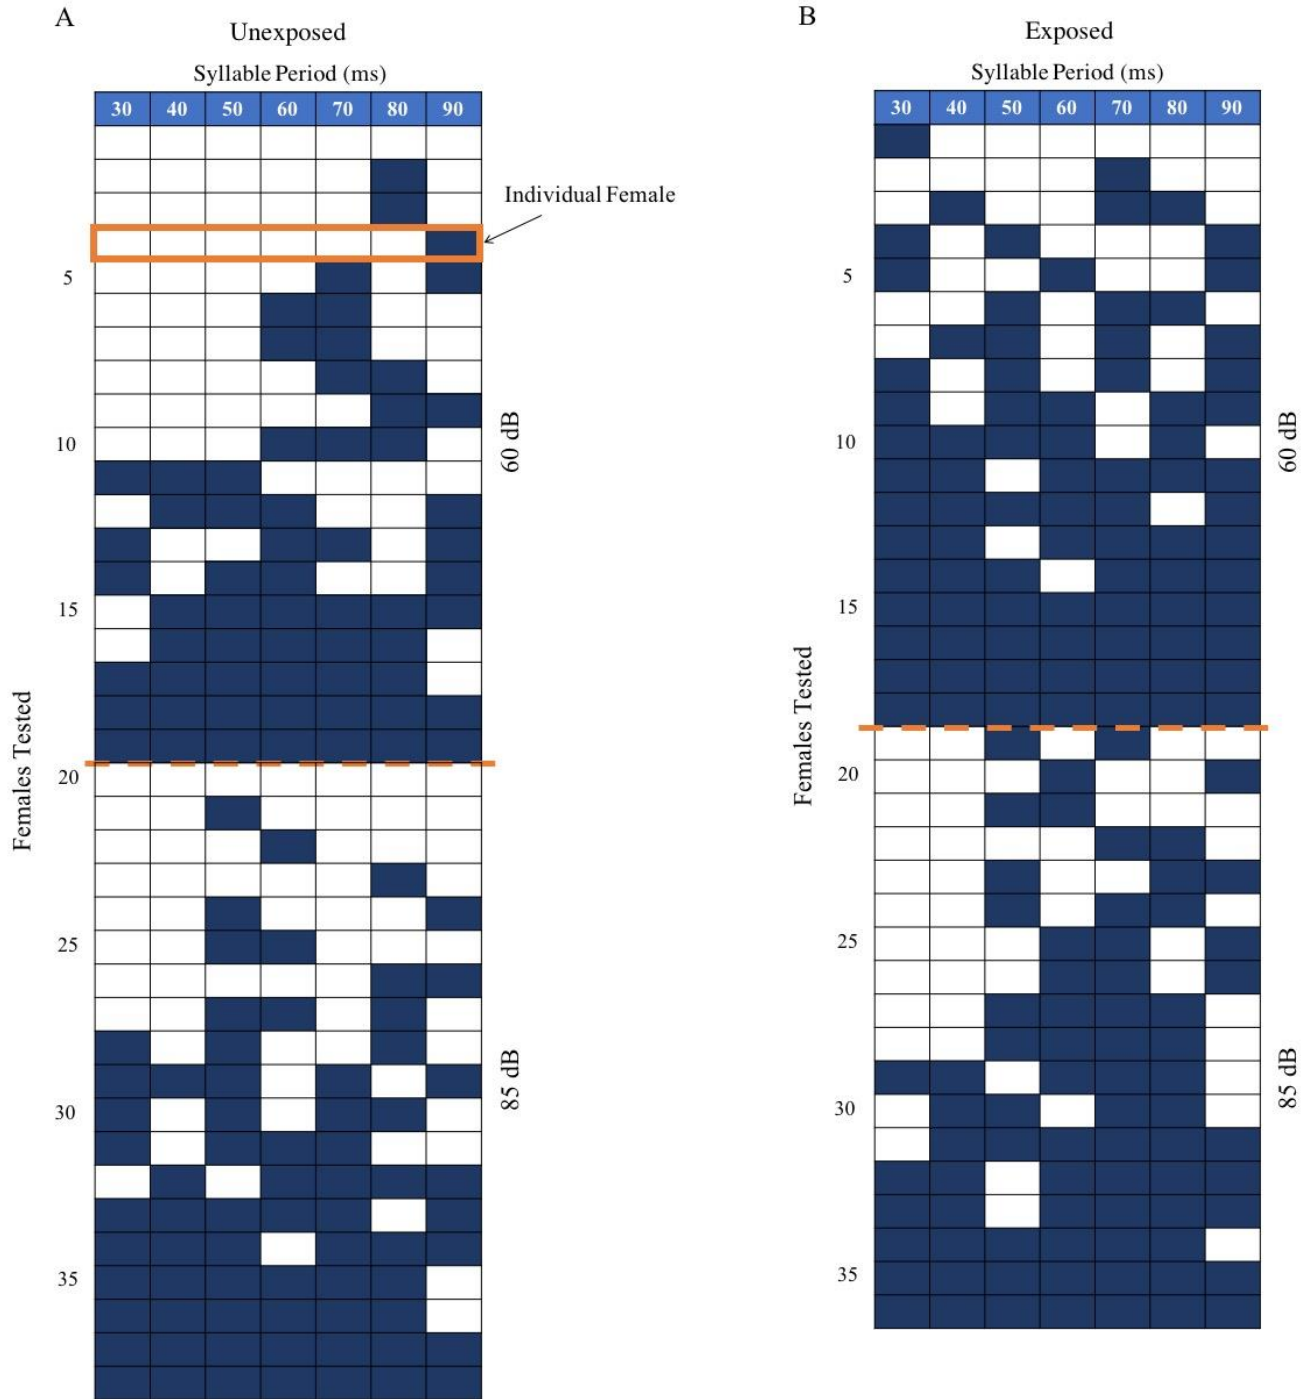 A
Unexposed
Syllable Period (ms)
30 40 50 60 70 80 90
Individual Female
5
10
15
20
25
30
35
Females Tested
60 dB
85 dB
B
Exposed
Syllable Period (ms)
30 40 50 60 70 80 90
5
10
15
20
25
30
35
Females Tested
60 dB
85 dB